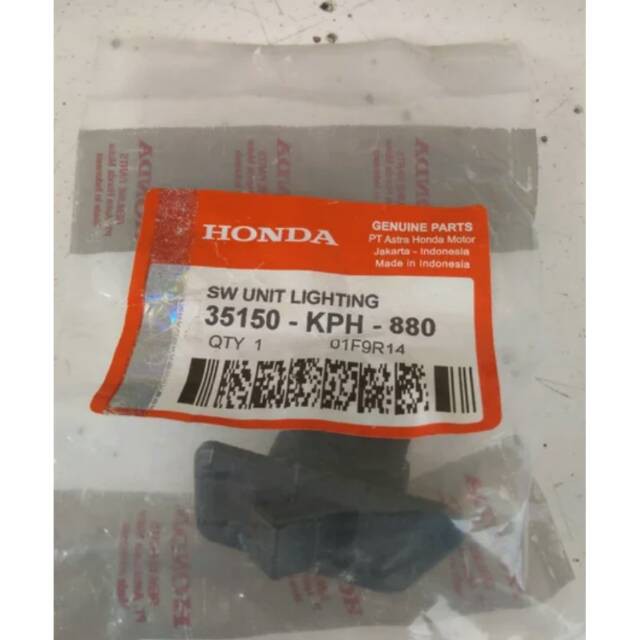 HONDA
GENUINE PARTS
PT Astra Honda Motor
Jakarta - Indonesia
Made in Indonesia
SW UNIT LIGHTING
35150 - KPH - 880
QTY 1 01F9R14